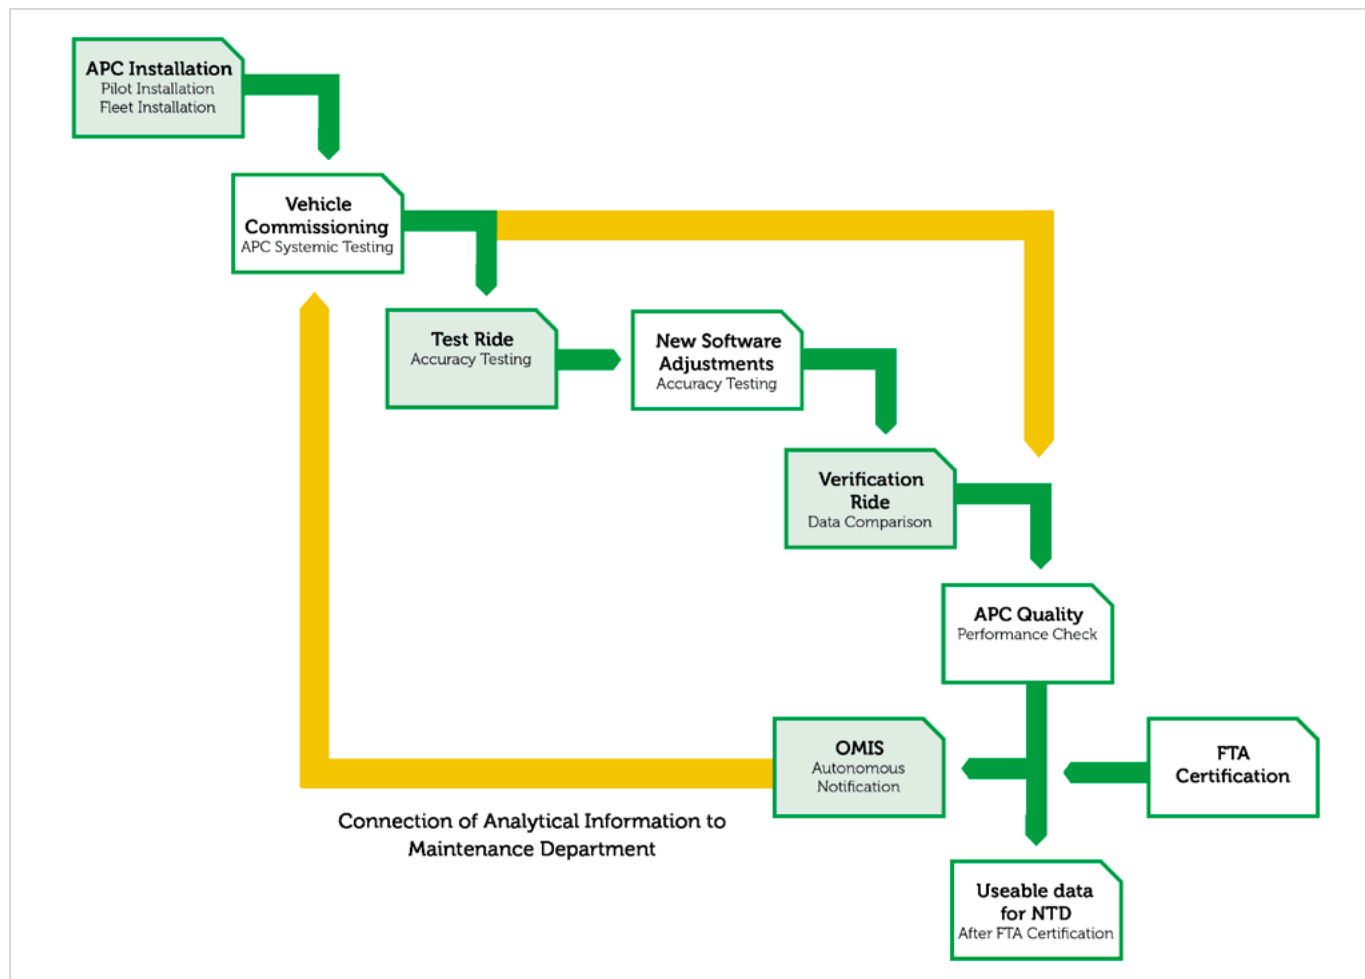 APC Installation
Pilot Installation
Fleet Installation
Vehicle
Commissioning
APC Systemic Testing
Test Ride
Accuracy Testing
New Software
Adjustments
Accuracy Testing
Verification
Ride
Data Comparison
APC Quality
Performance Check
OMIS
Autonomous
Notification
FTA
Certification
Connection of Analytical Information to
Maintenance Department
Useable data
for NTD
After FTA Certification